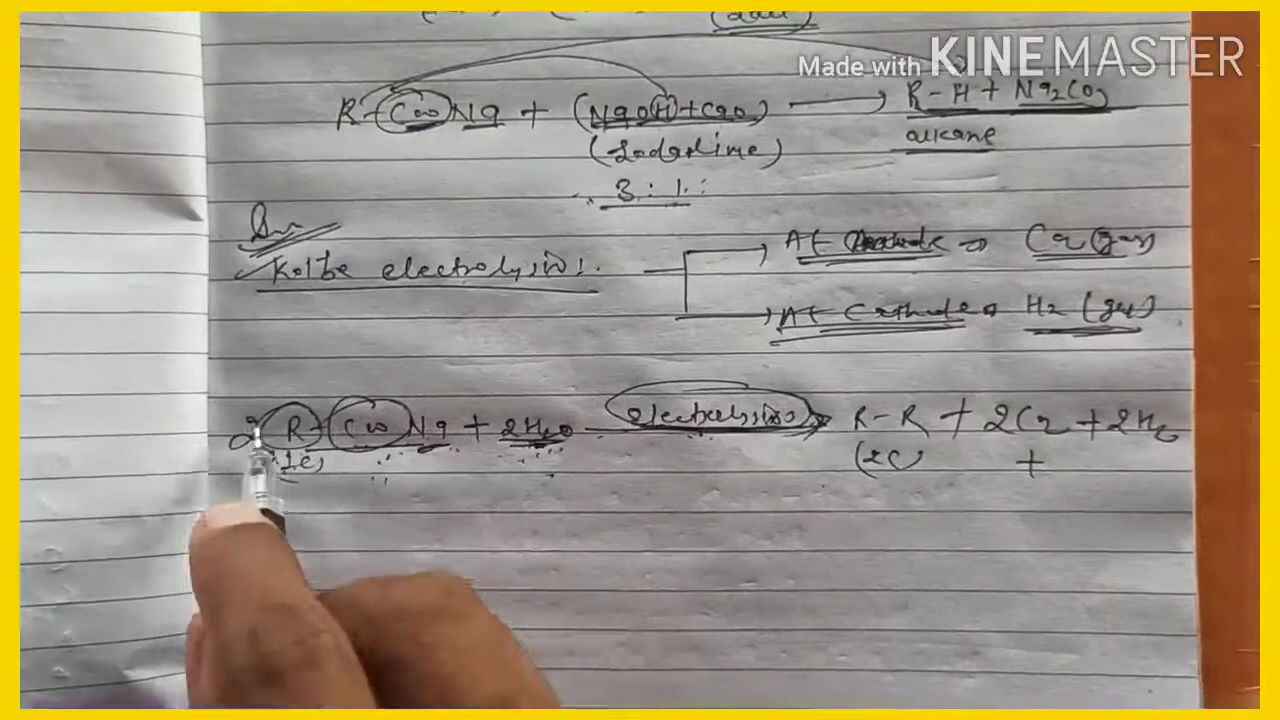 Made with KINEMASTER
R-CooNa + (NaOH+CaO) → R-H + Na2CO3
(Sodalime) alkane
3:1
Kolbe electrolysis:
At Anode ⇒ Co2 (gas)
At Cathode ⇒ H2 (gas)
2R-CooNa + 2H2O electrolysis → R-R + 2Co2 + 2H2
(1C) (2C) +